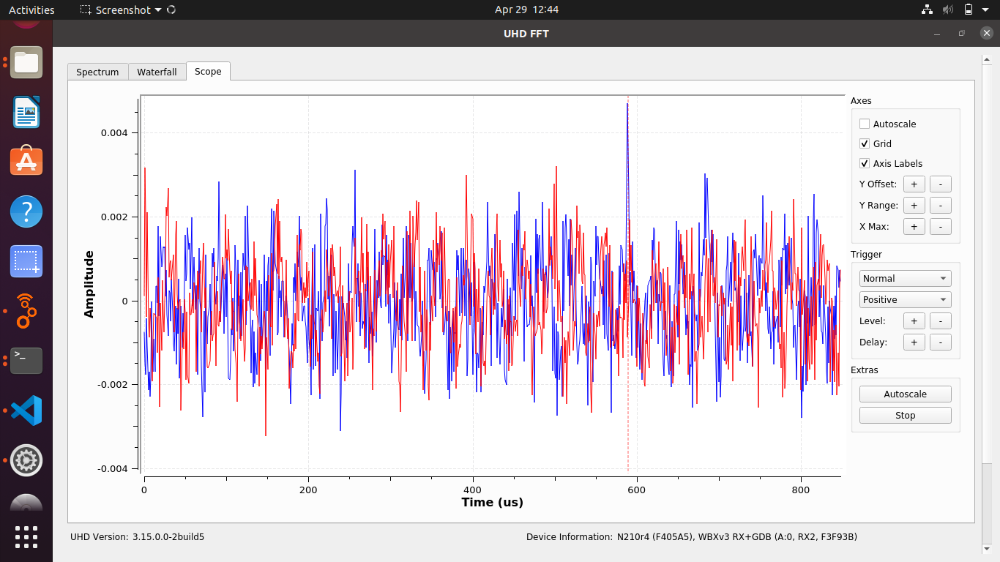 Activities
Screenshot
Apr 29 12:44
UHD FFT
Spectrum
Waterfall
Scope
Amplitude
0.004
0.002
0
-0.002
-0.004
0
200
400
600
800
Time (us)
Axes
Autoscale
Grid
Axis Labels
Y Offset: + -
Y Range: + -
X Max: + -
Trigger
Normal
Positive
Level: + -
Delay: + -
Extras
Autoscale
Stop
UHD Version: 3.15.0.0-2build5
Device Information: N210r4 (F405A5), WBXv3 RX+GDB (A:0, RX2, F3F93B)